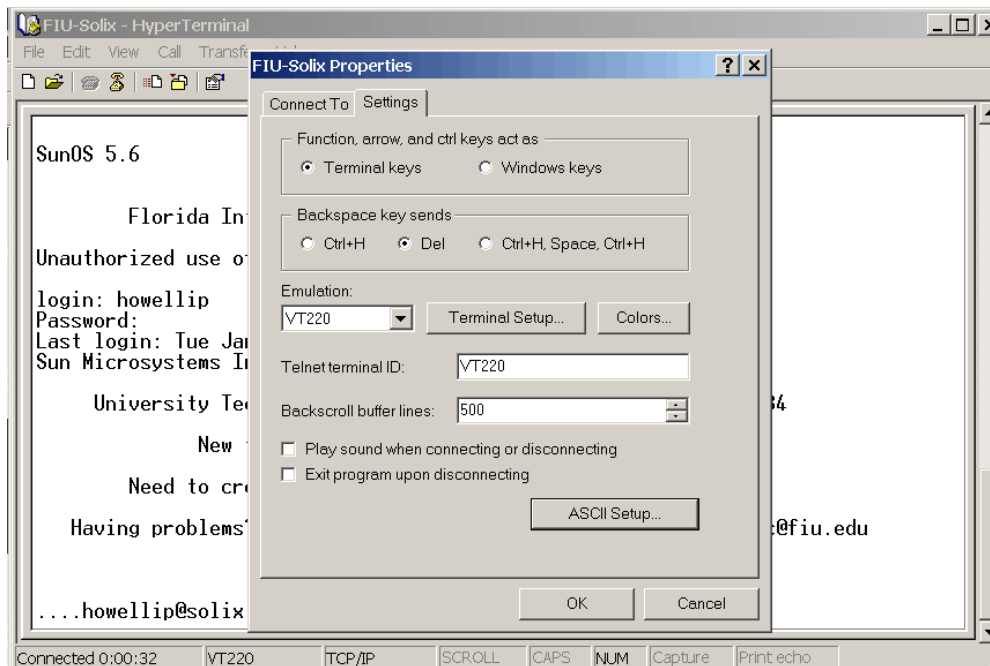 FIU-Solix - HyperTerminal
File Edit View Call
FIU-Solix Properties
Connect To Settings
Function, arrow, and ctrl keys act as
Terminal keys Windows keys
Backspace key sends
Ctrl+H Del Ctrl+H, Space, Ctrl+H
Emulation:
VT220 Terminal Setup... Colors...
Telnet terminal ID: VT220
Backscroll buffer lines: 500
Play sound when connecting or disconnecting
Exit program upon disconnecting
ASCII Setup...
OK Cancel
SunOS 5.6
Florida
Unauthorized use
login: howellip
Password:
Last login: Tue
Sun Microsystems
University
New
Need to
Having problems? @fiu.edu
....howellip@solix
Connected 0:00:32 VT220 TCP/IP SCROLL CAPS NUM Capture Print echo